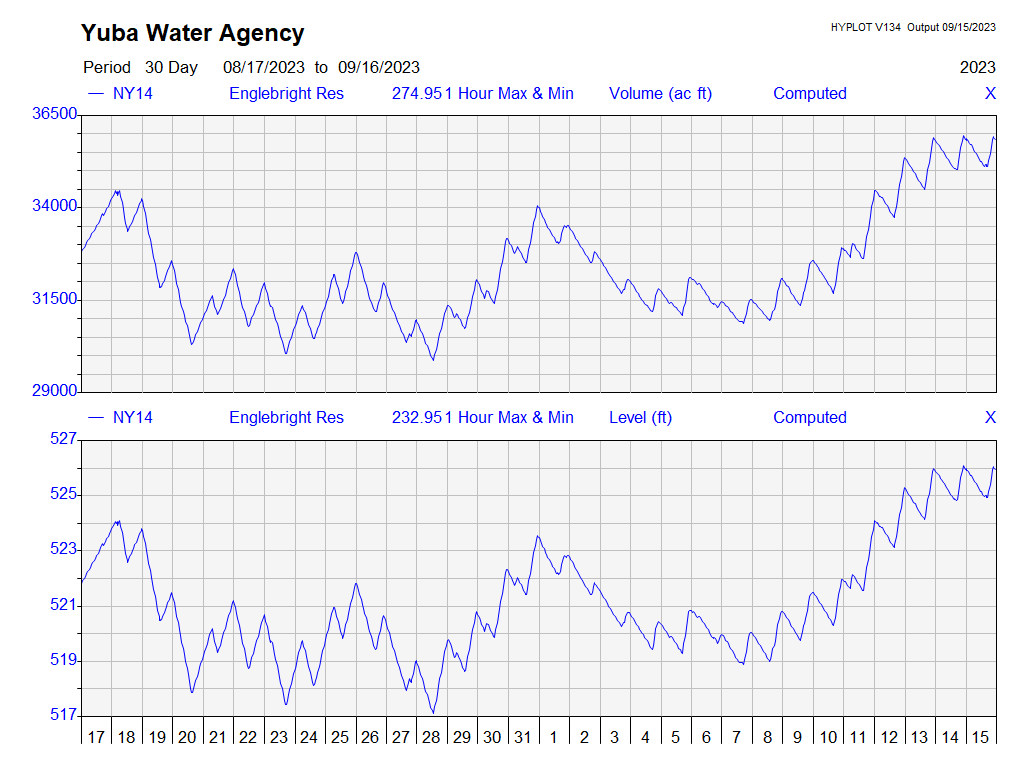 Yuba Water Agency
HYPLOT V134 Output 09/15/2023
Period 30 Day 08/17/2023 to 09/16/2023 2023
— NY14 Englebright Res 274.951 Hour Max & Min Volume (ac ft) Computed X
36500
34000
31500
29000
— NY14 Englebright Res 232.951 Hour Max & Min Level (ft) Computed X
527
525
523
521
519
517
17 18 19 20 21 22 23 24 25 26 27 28 29 30 31 1 2 3 4 5 6 7 8 9 10 11 12 13 14 15